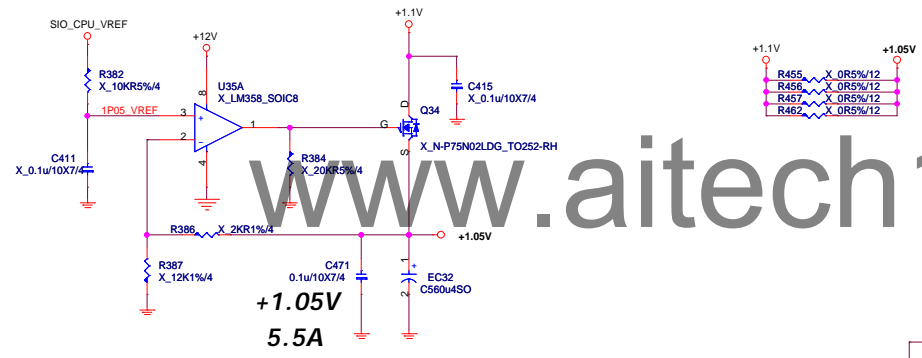 SIO_CPU_VREF
+12V
+1.1V
+1.1V
+1.05V
R382
X_10KR5%/4
U35A
X_LM358_SOIC8
C415
X_0.1u/10X7/4
R455
X_0R5%/12
R456
X_0R5%/12
R457
X_0R5%/12
R462
X_0R5%/12
1P05_VREF
8
3
+
2
-
4
1
D
G
S
Q34
X_N-P75N02LDG_TO252-RH
C411
X_0.1u/10X7/4
R384
X_20KR5%/4
www.aitech1
R386
X_2KR1%/4
+1.05V
R387
X_12K1%/4
C471
0.1u/10X7/4
1
+
2
EC32
C560u4SO
+1.05V
5.5A